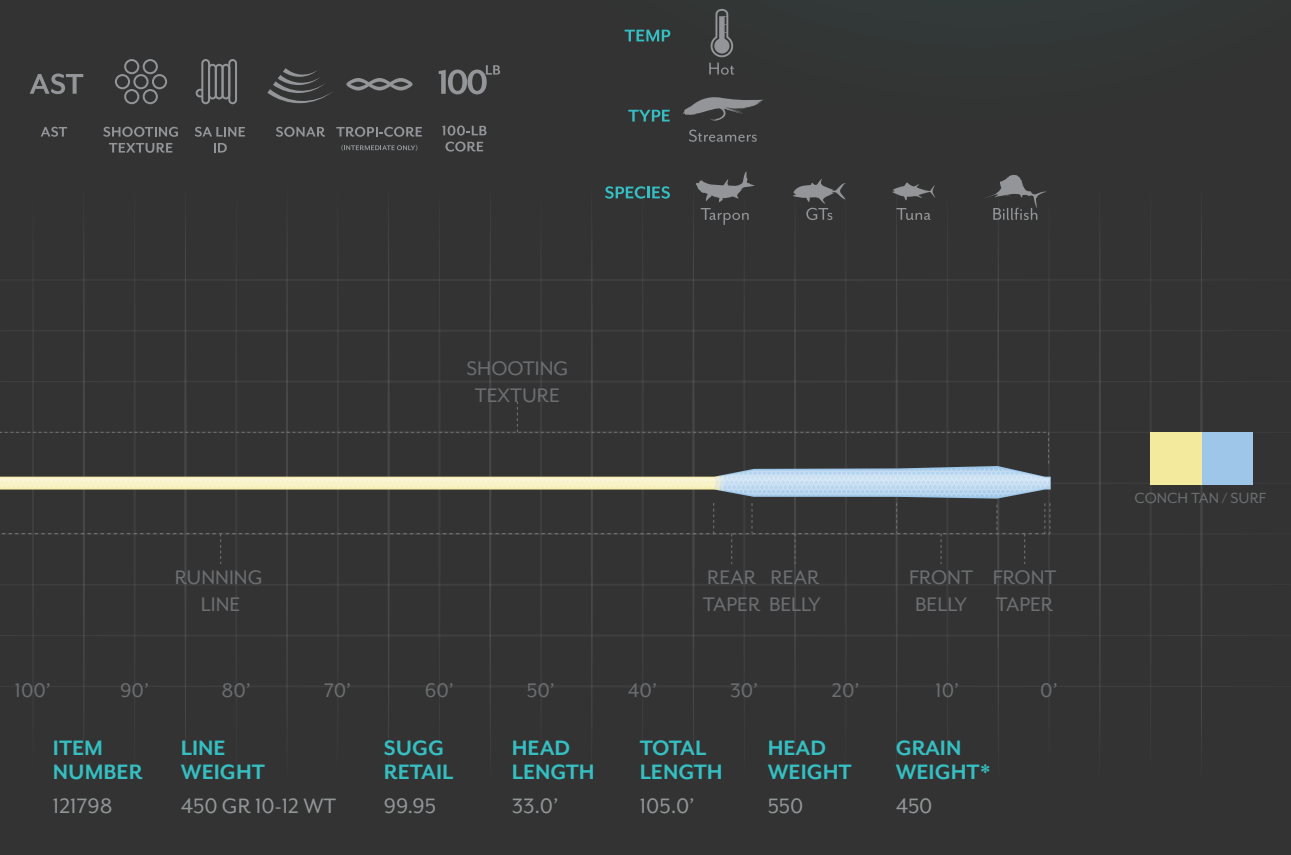 AST
100 LB
AST
SHOOTING TEXTURE
SA LINE ID
SONAR
TROPI-CORE
(INTERMEDIATE ONLY)
100-LB CORE
TEMP
Hot
TYPE
Streamers
SPECIES
Tarpon
GTs
Tuna
Billfish
SHOOTING
TEXTURE
CONCH TAN / SURF
RUNNING
LINE
REAR
TAPER
REAR
BELLY
FRONT
BELLY
FRONT
TAPER
100’ 90’ 80’ 70’ 60’ 50’ 40’ 30’ 20’ 10’ 0’
ITEM NUMBER
LINE WEIGHT
SUGG RETAIL
HEAD LENGTH
TOTAL LENGTH
HEAD WEIGHT
GRAIN WEIGHT*
121798 450 GR 10-12 WT 99.95 33.0’ 105.0’ 550 450